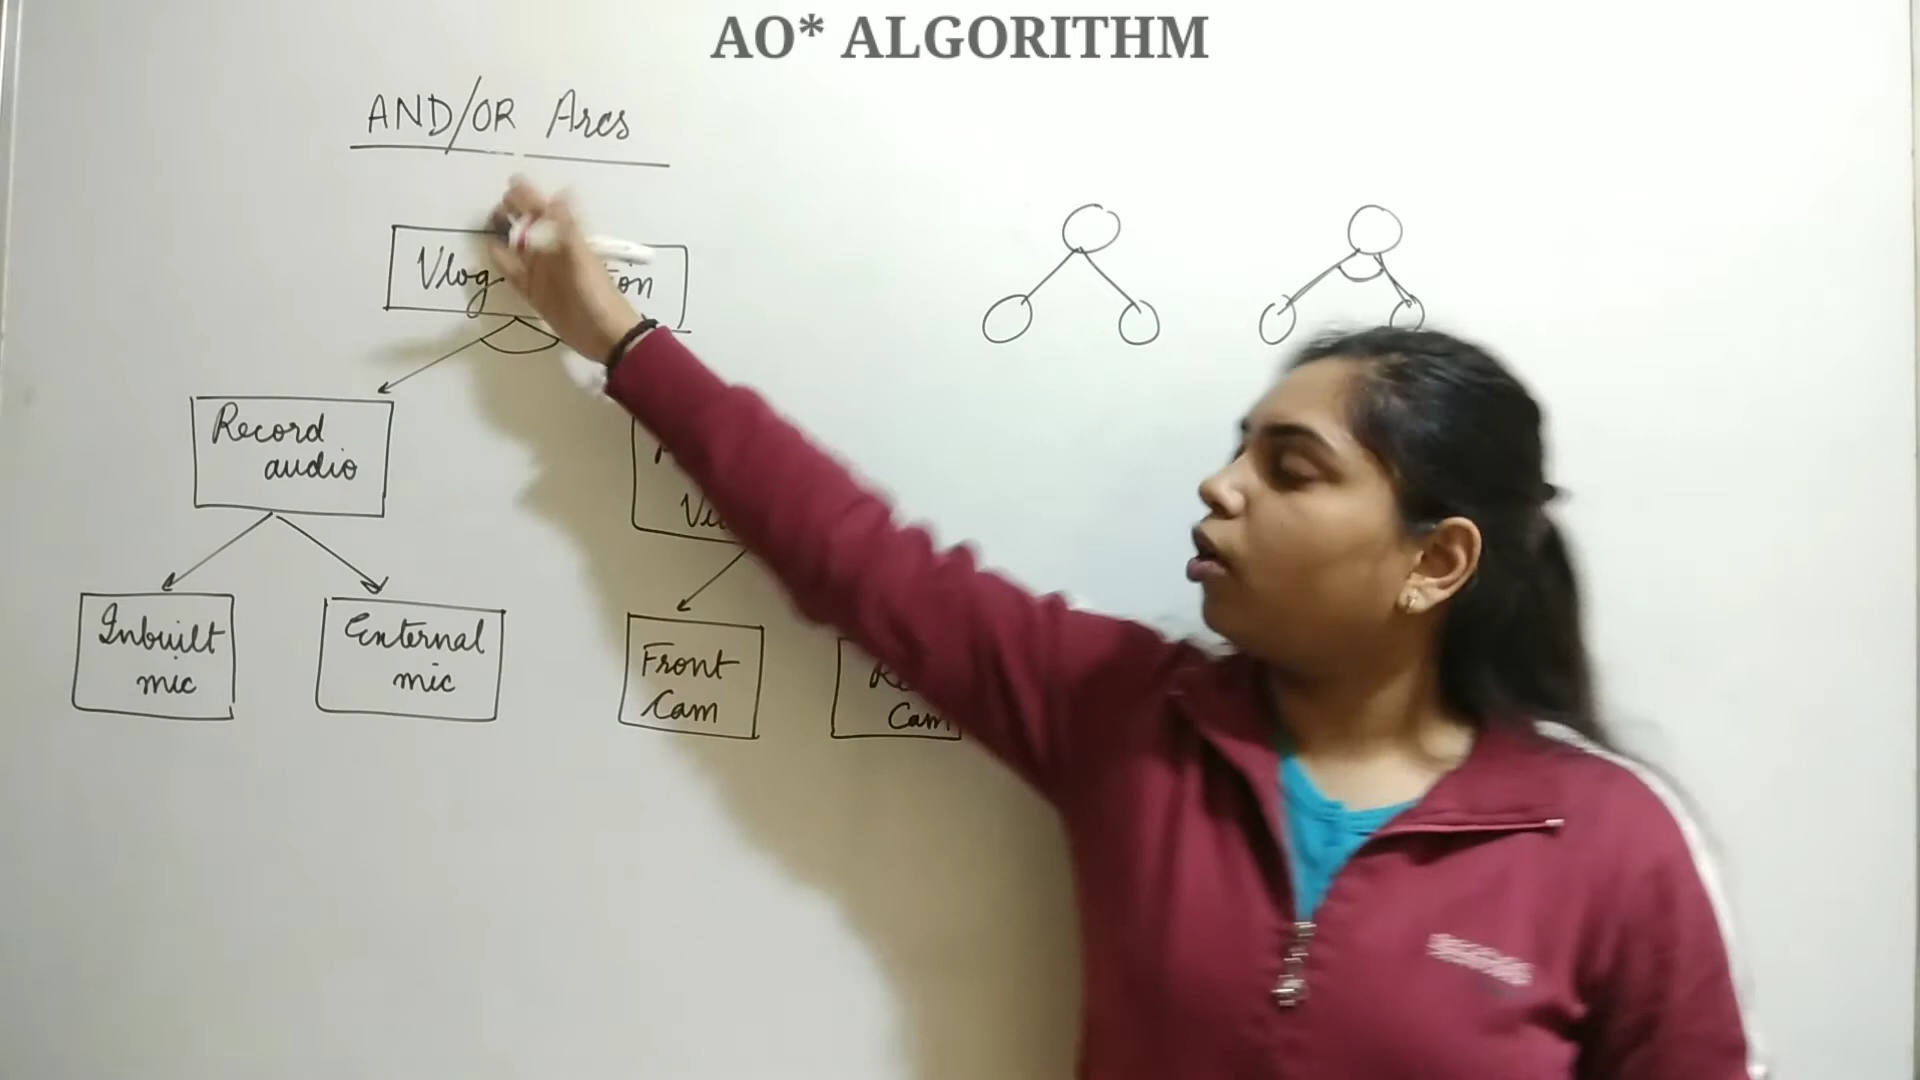 AO* ALGORITHM
AND/OR Arcs
Vlog
Record
audio
Inbuilt
mic
External
mic
Front
Cam
Cam